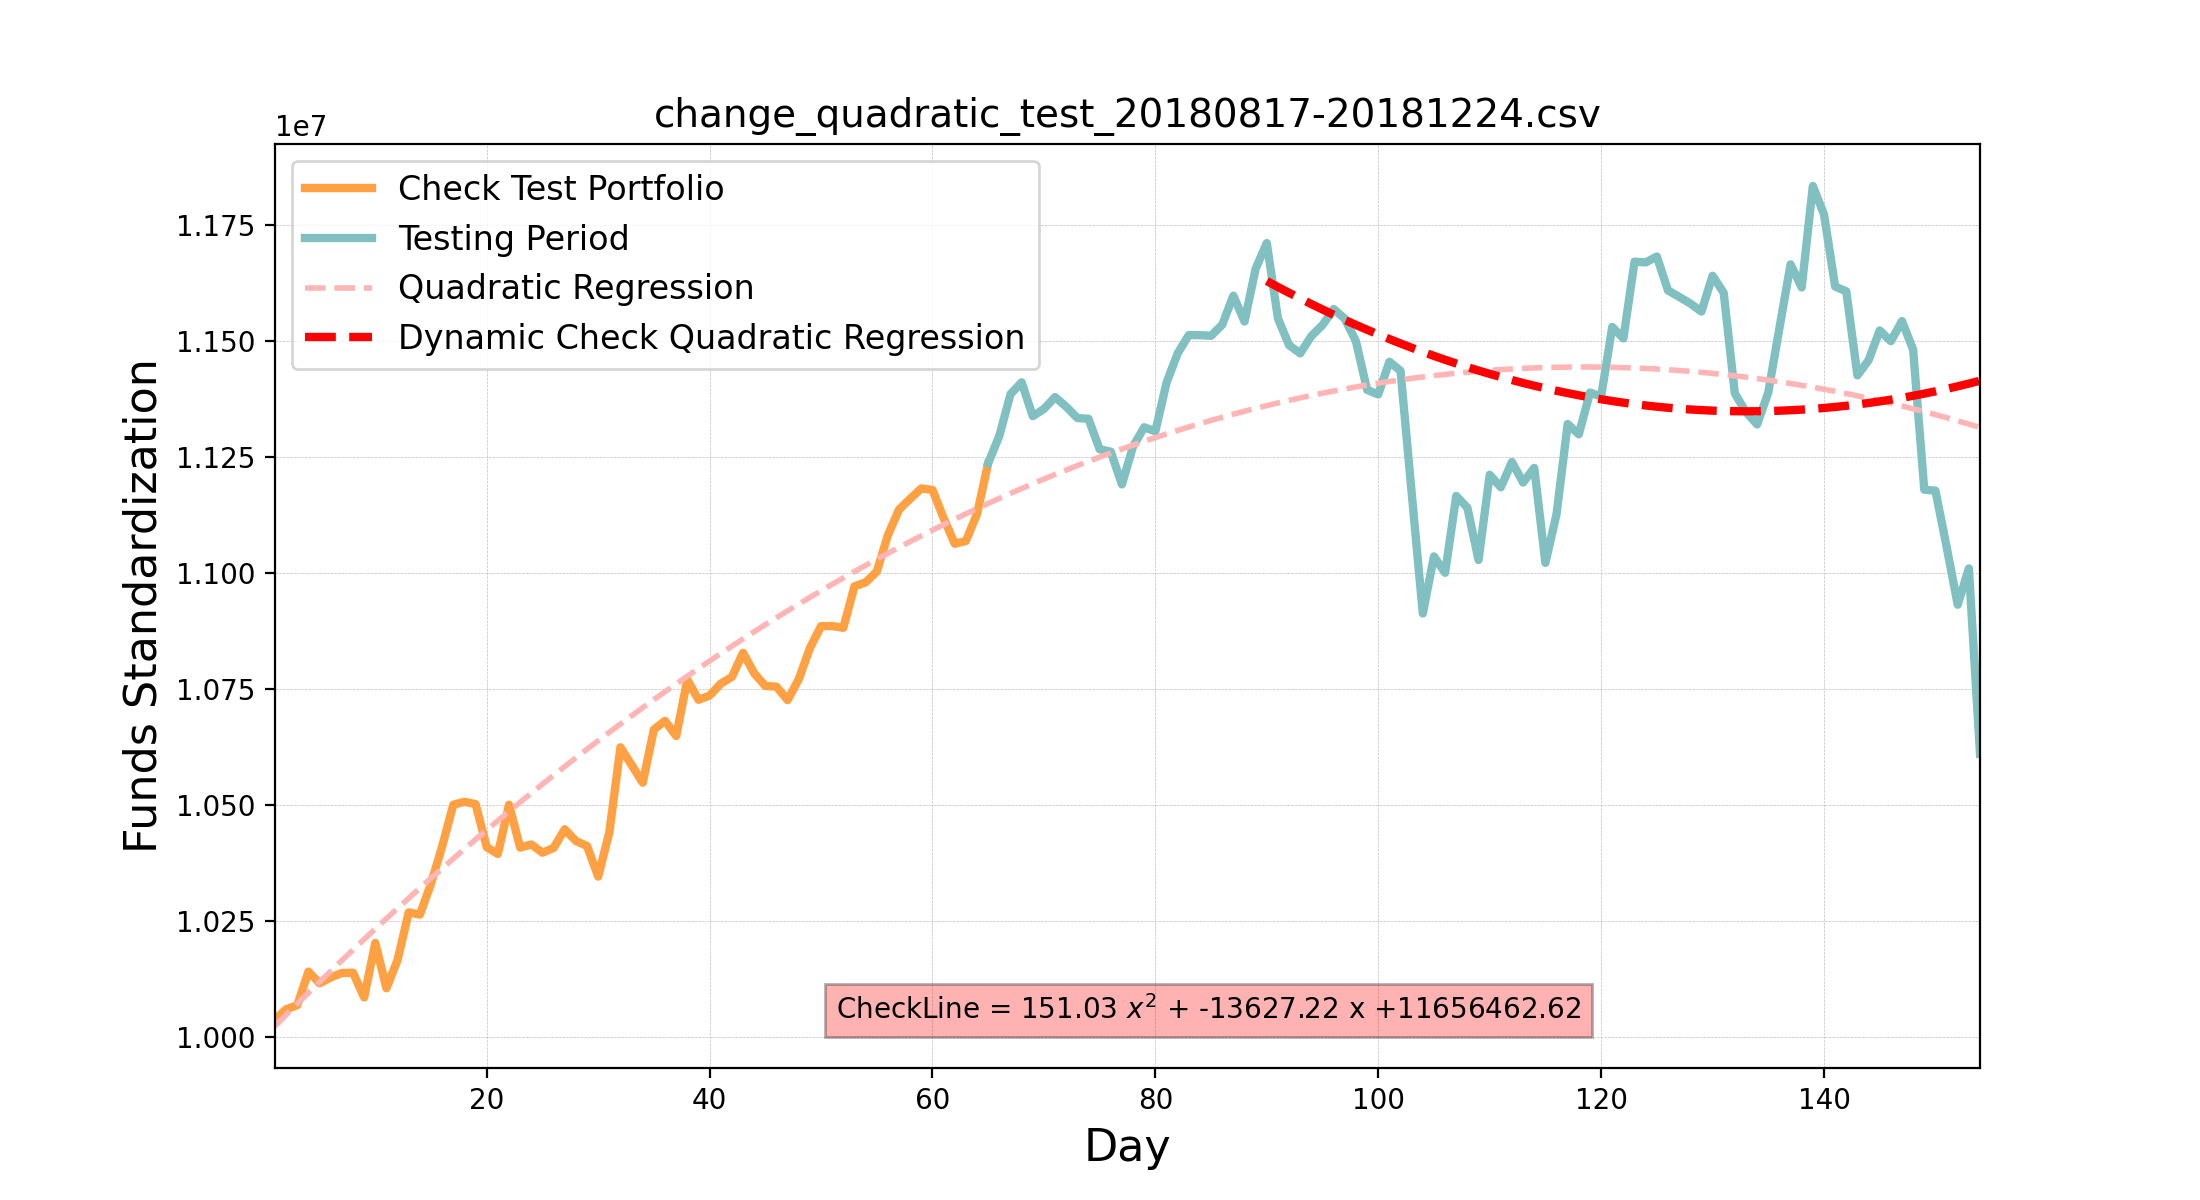 change_quadratic_test_20180817-20181224.csv
1e7
Check Test Portfolio
Testing Period
Quadratic Regression
Dynamic Check Quadratic Regression
Funds Standardization
1.175
1.150
1.125
1.100
1.075
1.050
1.025
1.000
CheckLine = 151.03 x² + -13627.22 x +11656462.62
20 40 60 80 100 120 140
Day